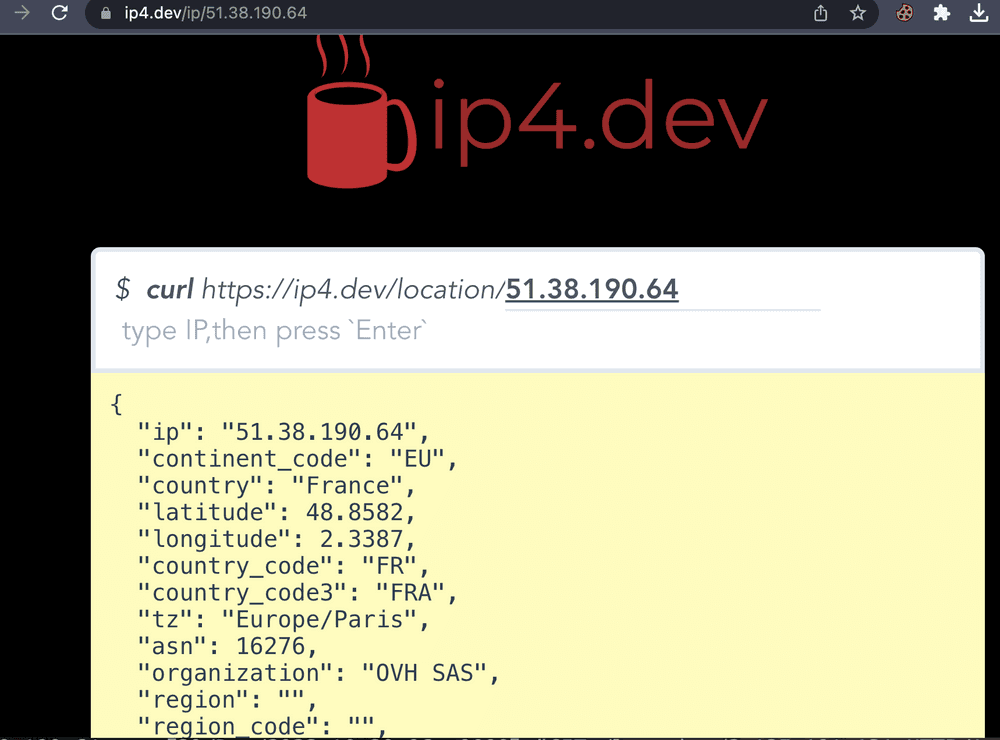 ip4.dev/ip/51.38.190.64
ip4.dev
$ curl https://ip4.dev/location/51.38.190.64
type IP,then press `Enter`
{
"ip": "51.38.190.64",
"continent_code": "EU",
"country": "France",
"latitude": 48.8582,
"longitude": 2.3387,
"country_code": "FR",
"country_code3": "FRA",
"tz": "Europe/Paris",
"asn": 16276,
"organization": "OVH SAS",
"region": "",
"region_code": "",